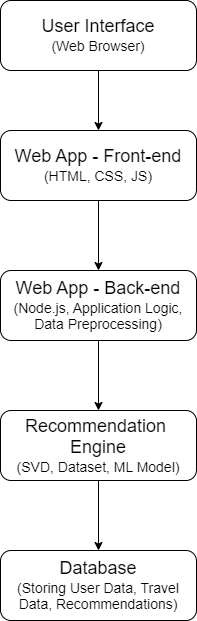 User Interface
(Web Browser)
Web App - Front-end
(HTML, CSS, JS)
Web App - Back-end
(Node.js, Application Logic,
Data Preprocessing)
Recommendation
Engine
(SVD, Dataset, ML Model)
Database
(Storing User Data, Travel
Data, Recommendations)